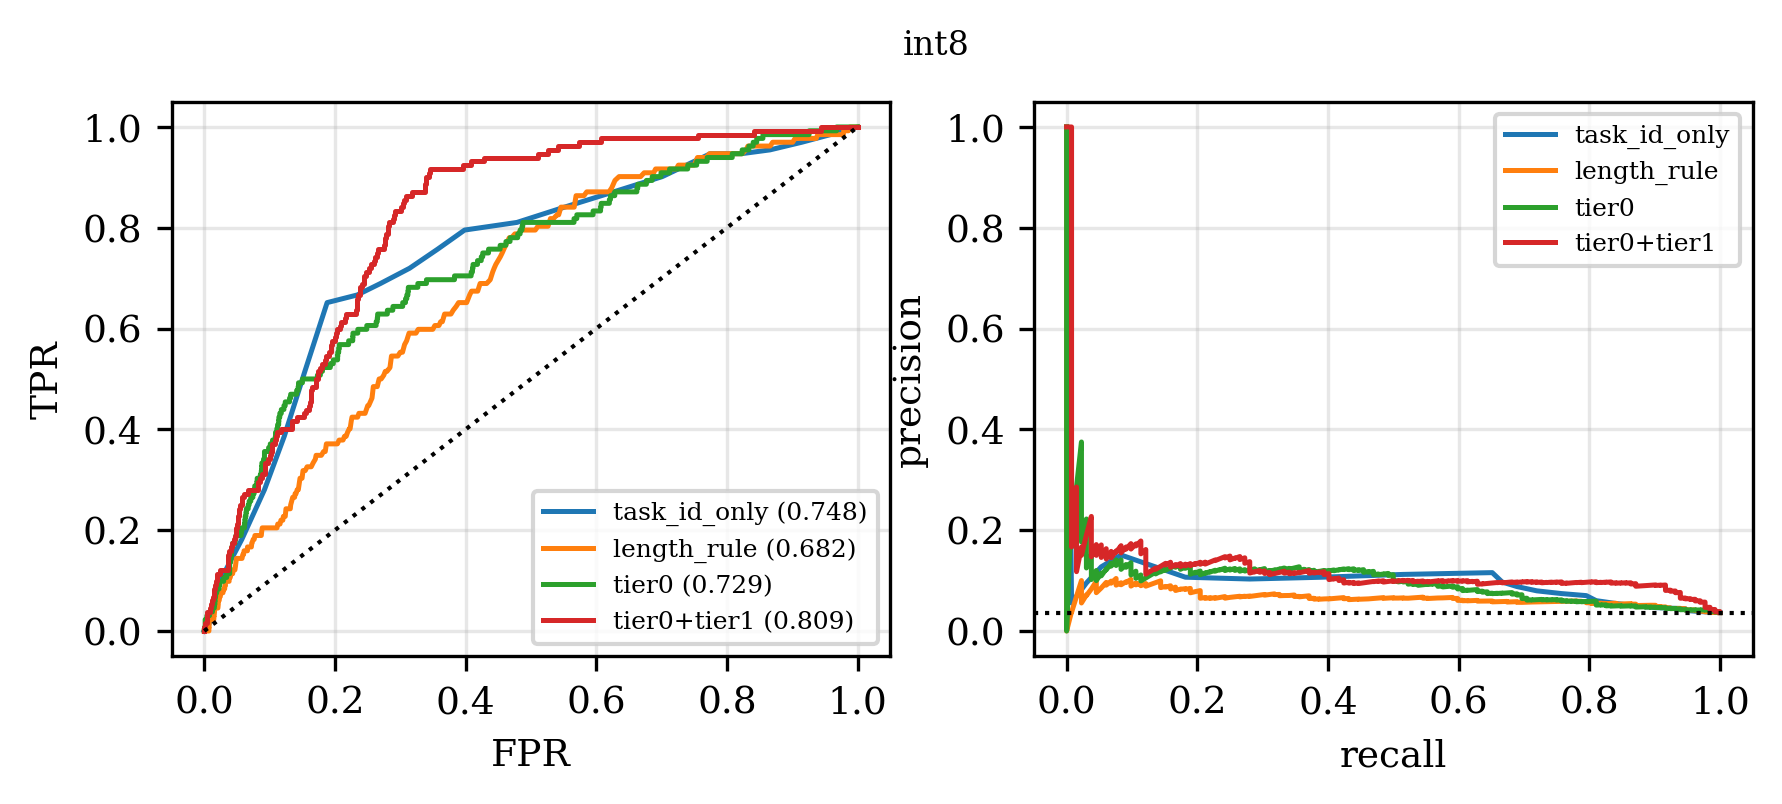 int8
TPR
1.0
0.8
0.6
0.4
0.2
0.0
0.0 0.2 0.4 0.6 0.8 1.0
FPR
task_id_only (0.748)
length_rule (0.682)
tier0 (0.729)
tier0+tier1 (0.809)
precision
1.0
0.8
0.6
0.4
0.2
0.0
0.0 0.2 0.4 0.6 0.8 1.0
recall
task_id_only
length_rule
tier0
tier0+tier1